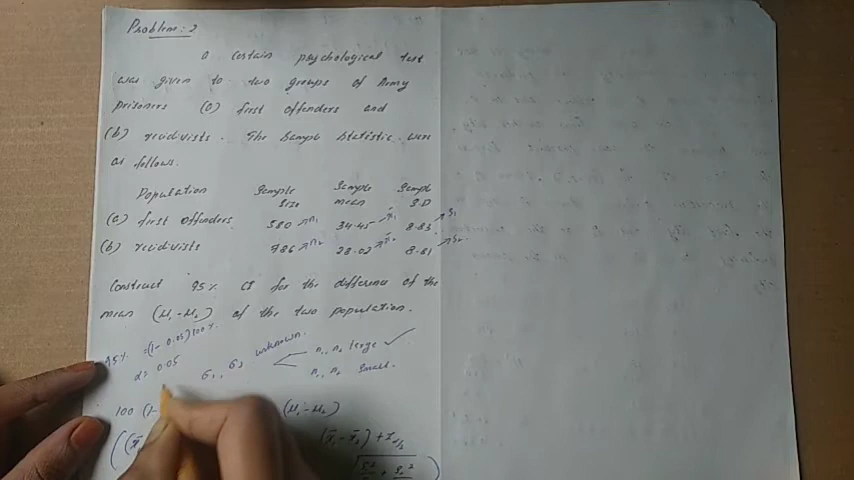 Problem: 2
A certain psychological test
was given to two groups of Army
prisoners (a) first offenders and
(b) recidivists. The Sample Statistic were
as follows.
Population Sample Size Sample mean Sample SD
(a) first offenders 580 → n₁ 34.45 → x̄₁ 8.83 → s₁
(b) recidivists 786 → n₂ 28.02 → x̄₂ 8.81 → s₂
Construct 95% CI for the difference of the
mean (μ₁-μ₂) of the two population.
95% = (1-0.05)100%
α = 0.05
σ₁, σ₂ unknown.
n₁, n₂ large ✓
n₁, n₂ small.
100 (1- (μ₁-μ₂)
(x̄₁-x̄₂) + z α/2